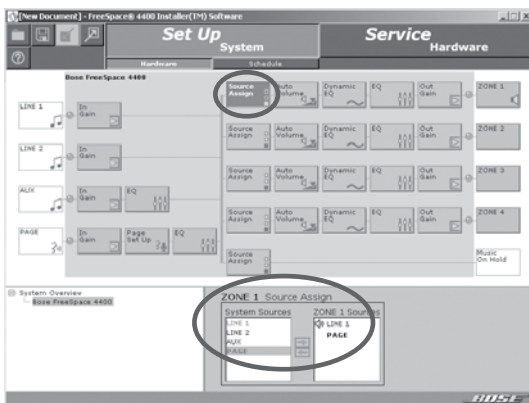 [New Document] - FreeSpace® 4400 Installer(TM) Software
Set Up
System
Service
Hardware
Hardware
Schedule
Bose FreeSpace 4400
LINE 1
In Gain
Source Assign
Auto Volume
Dynamic EQ
EQ
Out Gain
ZONE 1
LINE 2
In Gain
Source Assign
Auto Volume
Dynamic EQ
EQ
Out Gain
ZONE 2
AUX
In Gain
EQ
Source Assign
Auto Volume
Dynamic EQ
EQ
Out Gain
ZONE 3
PAGE
In Gain
Page Set Up
EQ
Source Assign
Auto Volume
Dynamic EQ
EQ
Out Gain
ZONE 4
Source Assign
Music On Hold
System Overview
Bose FreeSpace 4400
ZONE 1 Source Assign
System Sources
LINE 1
LINE 2
AUX
PAGE
ZONE 1 Sources
LINE 1
PAGE
BOSE